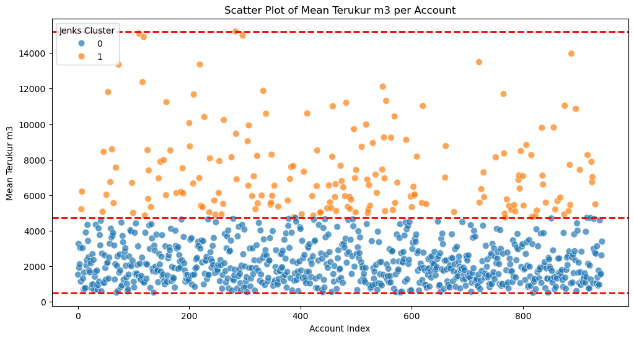 Scatter Plot of Mean Terukur m3 per Account
Jenks Cluster
0
1
Mean Terukur m3
14000
12000
10000
8000
6000
4000
2000
0
0 200 400 600 800
Account Index